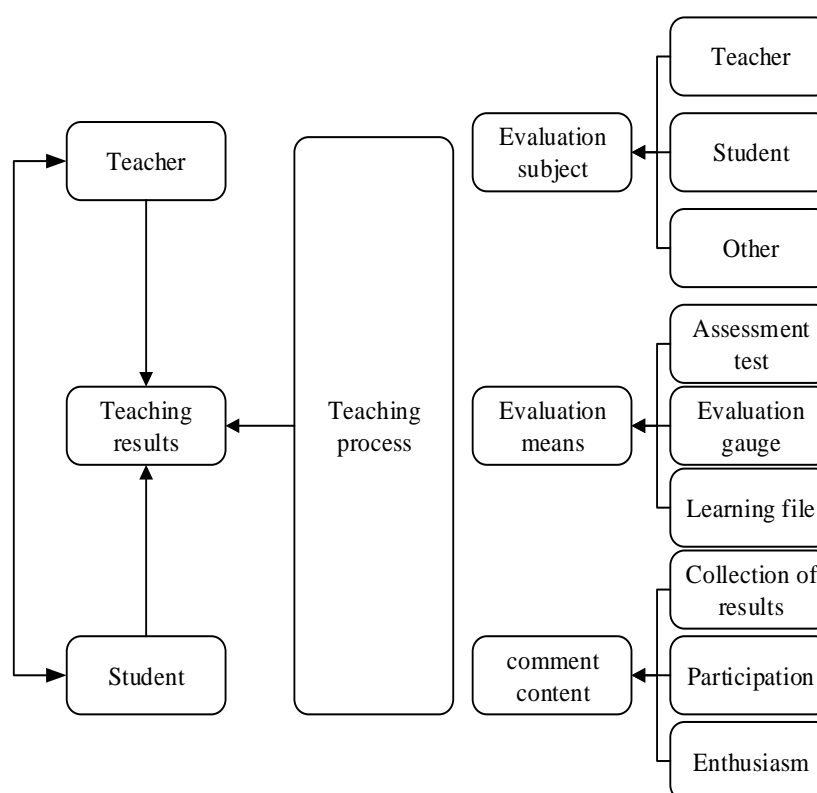 Teacher
Teaching
results
Student
Teaching
process
Evaluation
subject
Teacher
Student
Other
Evaluation
means
Assessment
test
Evaluation
gauge
Learning file
comment
content
Collection of
results
Participation
Enthusiasm